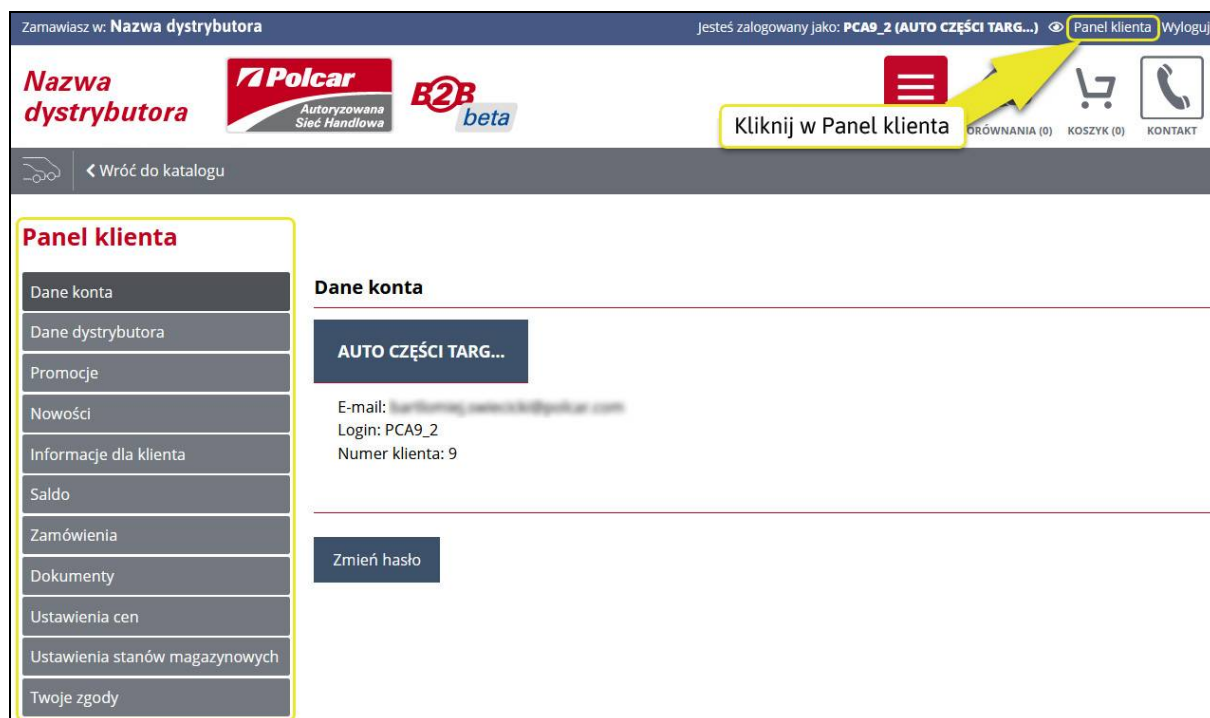 Zamawiasz w: Nazwa dystrybutora
Jesteś zalogowany jako: PCA9_2 (AUTO CZĘŚCI TARG...) Panel klienta Wyloguj
Nazwa
dystrybutora
Polcar
Autoryzowana
Sieć Handlowa
B2B
beta
Kliknij w Panel klienta
KOSZYK (0)
KONTAKT
Wróć do katalogu
Panel klienta
Dane konta
Dane dystrybutora
Promocje
Nowości
Informacje dla klienta
Saldo
Zamówienia
Dokumenty
Ustawienia cen
Ustawienia stanów magazynowych
Twoje zgody
Dane konta
AUTO CZĘŚCI TARG...
E-mail:
Login: PCA9_2
Numer klienta: 9
Zmień hasło